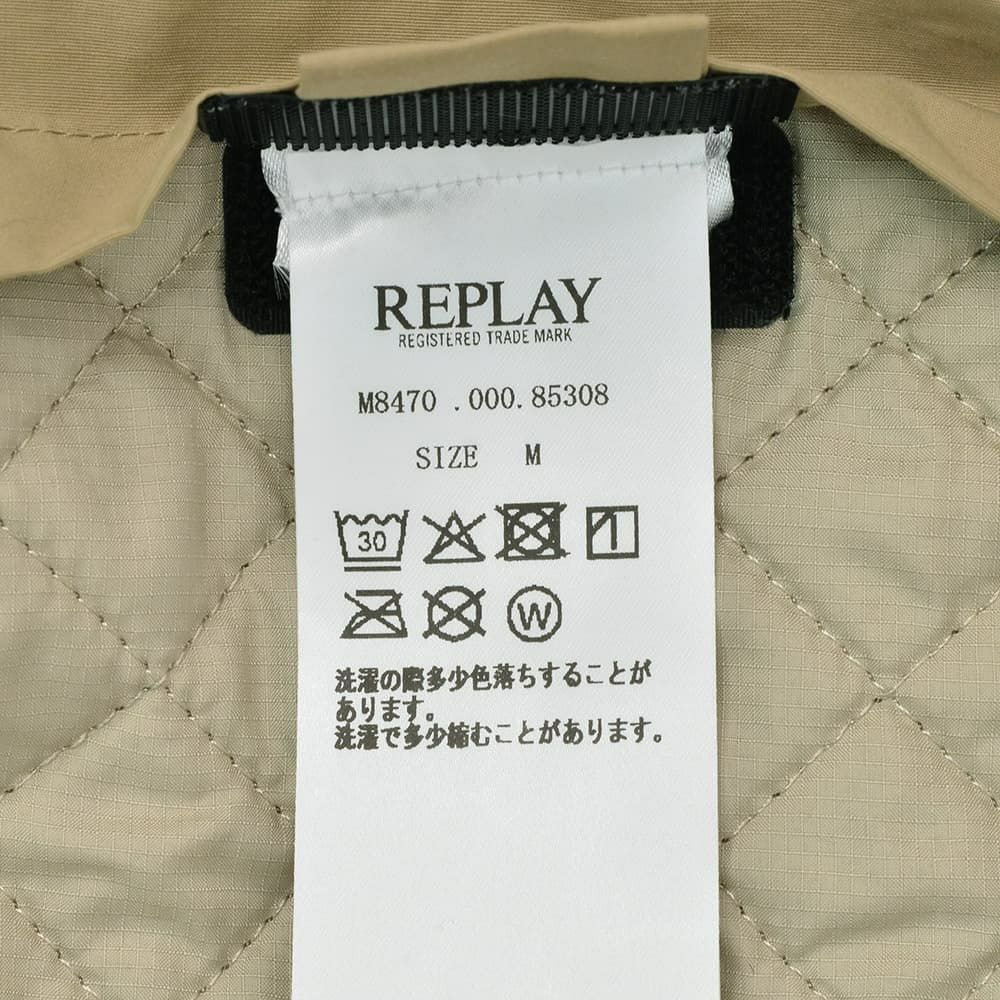 REPLAY
REGISTERED TRADE MARK
M8470 .000.85308
SIZE M
30
W
洗濯の際多少色落ちすることが
あります。
洗濯で多少縮むことがあります。